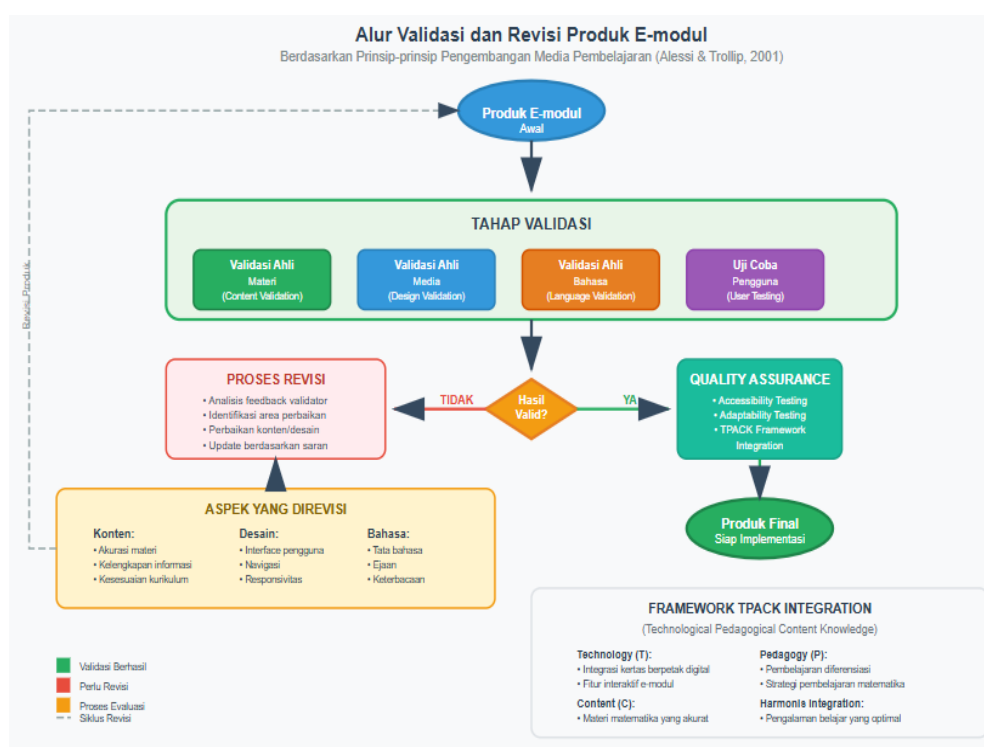 Alur Validasi dan Revisi Produk E-modul
Berdasarkan Prinsip-prinsip Pengembangan Media Pembelajaran (Alessi & Trollip, 2001)
Produk E-modul
Awal
Revisi Produk
TAHAP VALIDASI
Validasi Ahli
Materi
(Content Validation)
Validasi Ahli
Media
(Design Validation)
Validasi Ahli
Bahasa
(Language Validation)
Uji Coba
Pengguna
(User Testing)
PROSES REVISI
• Analisis feedback validator
• Identifikasi area perbaikan
• Perbaikan konten/desain
• Update berdasarkan saran
TIDAK
Hasil
Valid?
YA
QUALITY ASSURANCE
• Accessibility Testing
• Adaptability Testing
• TPACK Framework
Integration
ASPEK YANG DIREVISI
Konten:
• Akurasi materi
• Kelengkapan informasi
• Kesesuaian kurikulum
Desain:
• Interface pengguna
• Navigasi
• Responsivitas
Bahasa:
• Tata bahasa
• Ejaan
• Keterbacaan
Produk Final
Siap Implementasi
FRAMEWORK TPACK INTEGRATION
(Technological Pedagogical Content Knowledge)
Technology (T):
• Integrasi kertas berpetak digital
• Fitur interaktif e-modul
Pedagogy (P):
• Pembelajaran diferensiasi
• Strategi pembelajaran matematika
Content (C):
• Materi matematika yang akurat
Harmonis Integration:
• Pengalaman belajar yang optimal
Validasi Berhasil
Perlu Revisi
Proses Evaluasi
Siklus Revisi